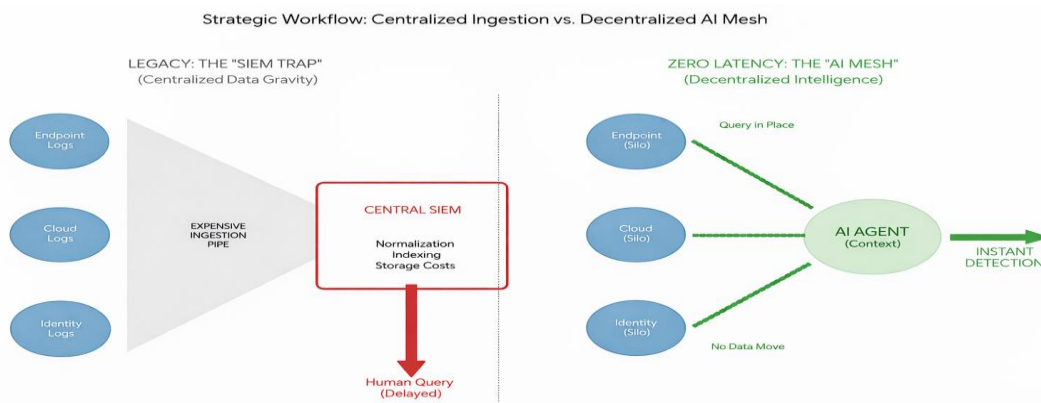 Strategic Workflow: Centralized Ingestion vs. Decentralized AI Mesh
LEGACY: THE "SIEM TRAP"
(Centralized Data Gravity)
Endpoint
Logs
Cloud
Logs
Identity
Logs
EXPENSIVE
INGESTION
PIPE
CENTRAL SIEM
Normalization
Indexing
Storage Costs
Human Query
(Delayed)
ZERO LATENCY: THE "AI MESH"
(Decentralized Intelligence)
Endpoint
(Silo)
Cloud
(Silo)
Identity
(Silo)
Query in Place
No Data Move
AI AGENT
(Context)
INSTANT
DETECTION